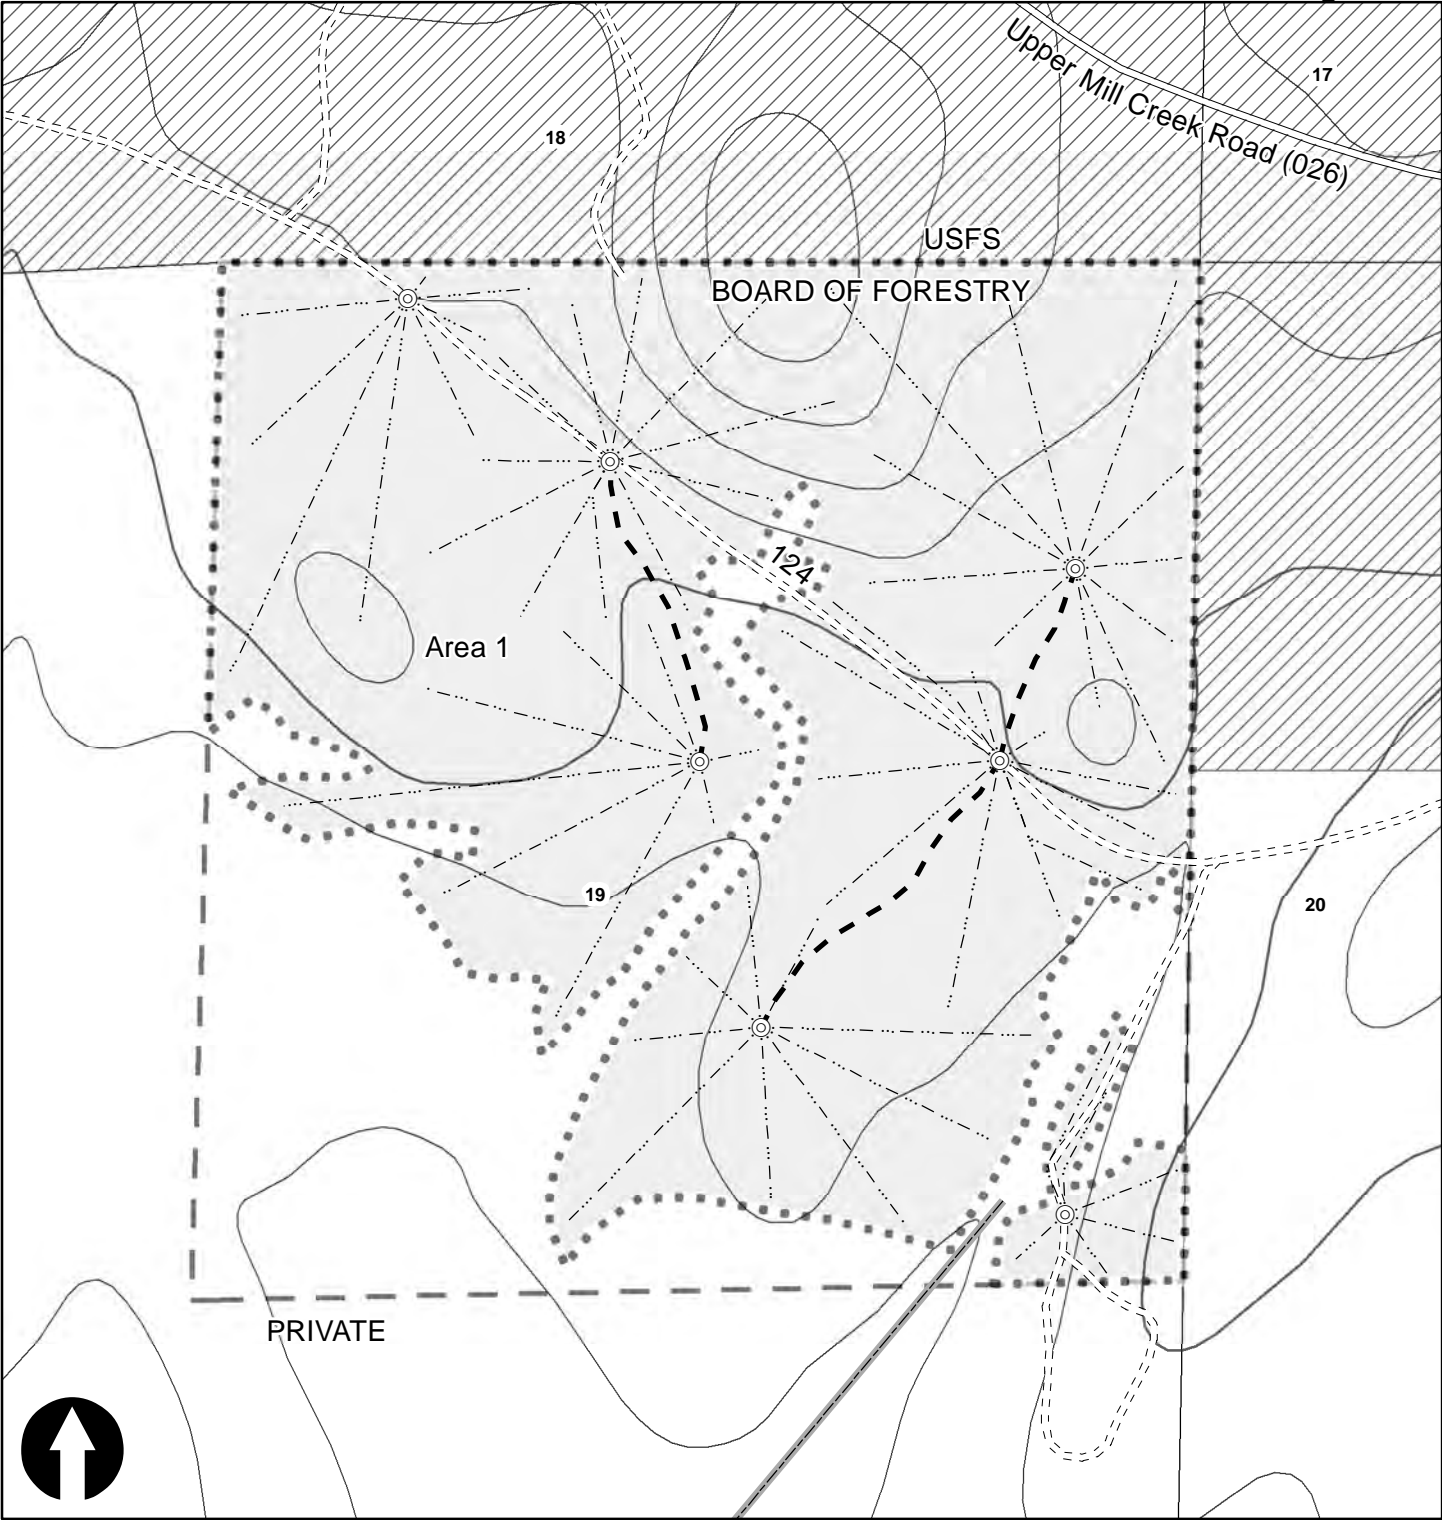 17
Upper Mill Creek Road (026)
18
USFS
BOARD OF FORESTRY
124
Area 1
19
20
PRIVATE